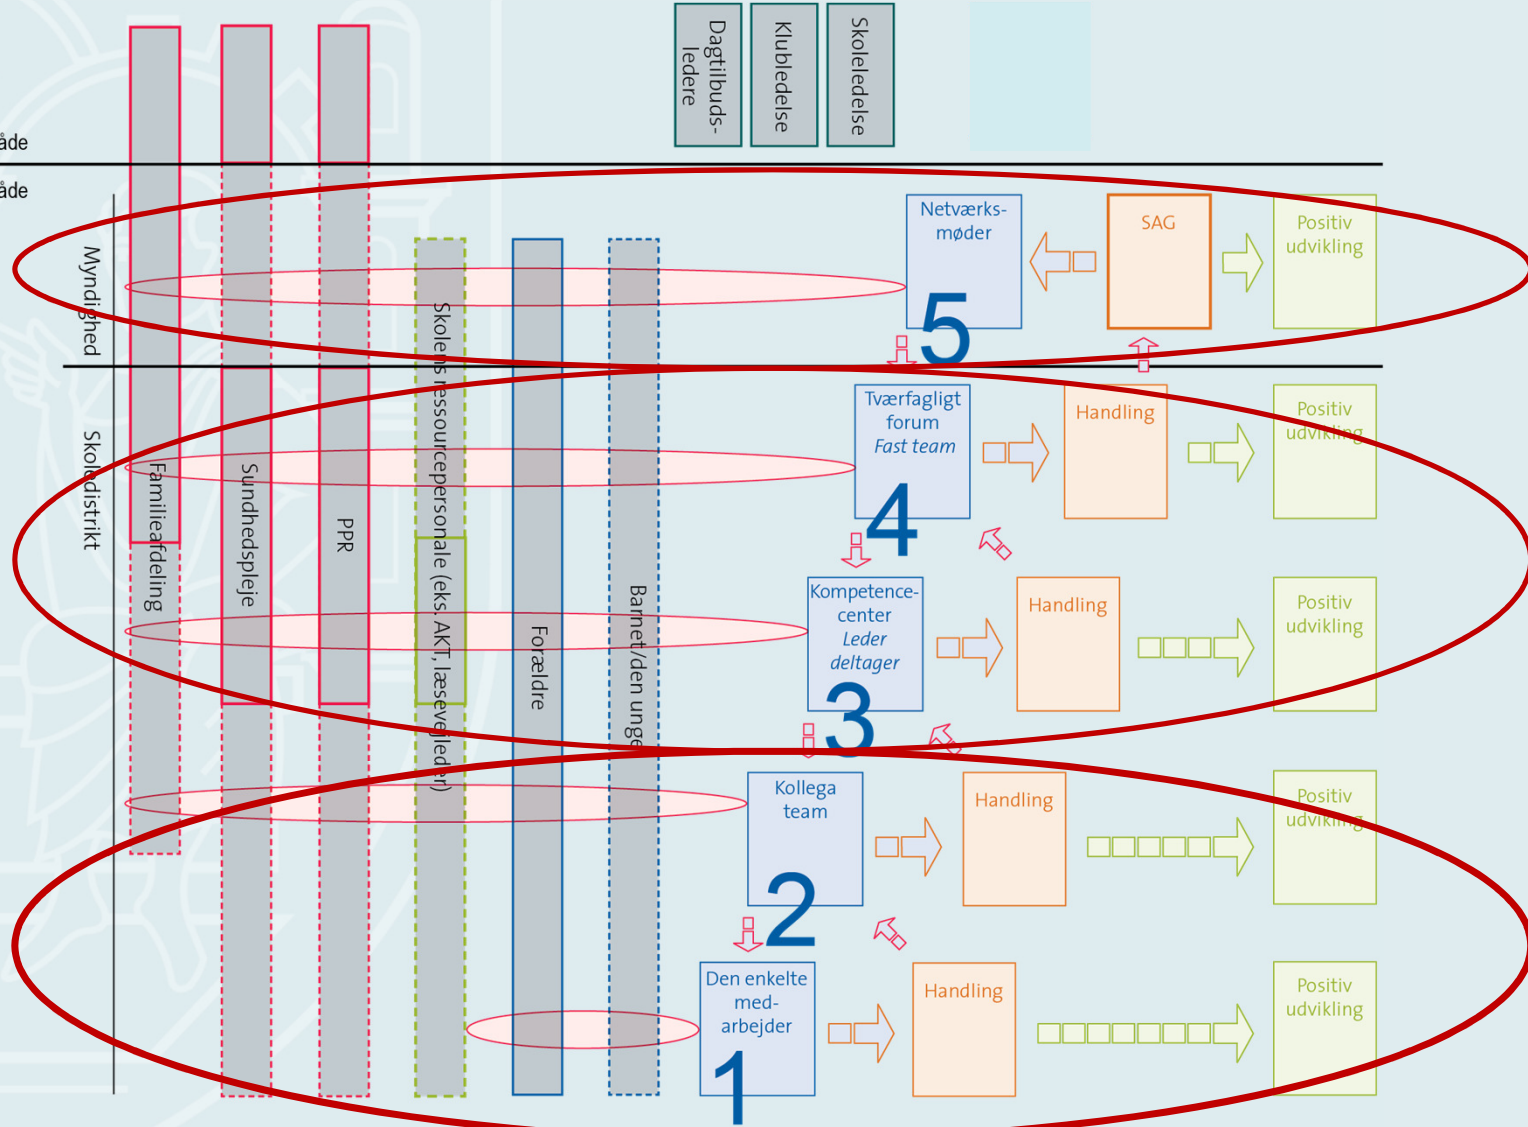 Dagtilbuds-
ledere
Klubledelse
Skoleledelse
åde
åde
Myndighed
Netværks-
møder
5
SAG
Positiv
udvikling
Skoledistrikt
Familieafdeling
Sundhedspleje
PPR
Skolens ressourcepersonale (eks. AKT, læsevejleder)
Forældre
Barnet/den unge
Tværfagligt
forum
Fast team
4
Handling
Positiv
udvikling
Kompetence-
center
Leder
deltager
3
Handling
Positiv
udvikling
Kollega
team
2
Handling
Positiv
udvikling
Den enkelte
med-
arbejder
1
Handling
Positiv
udvikling